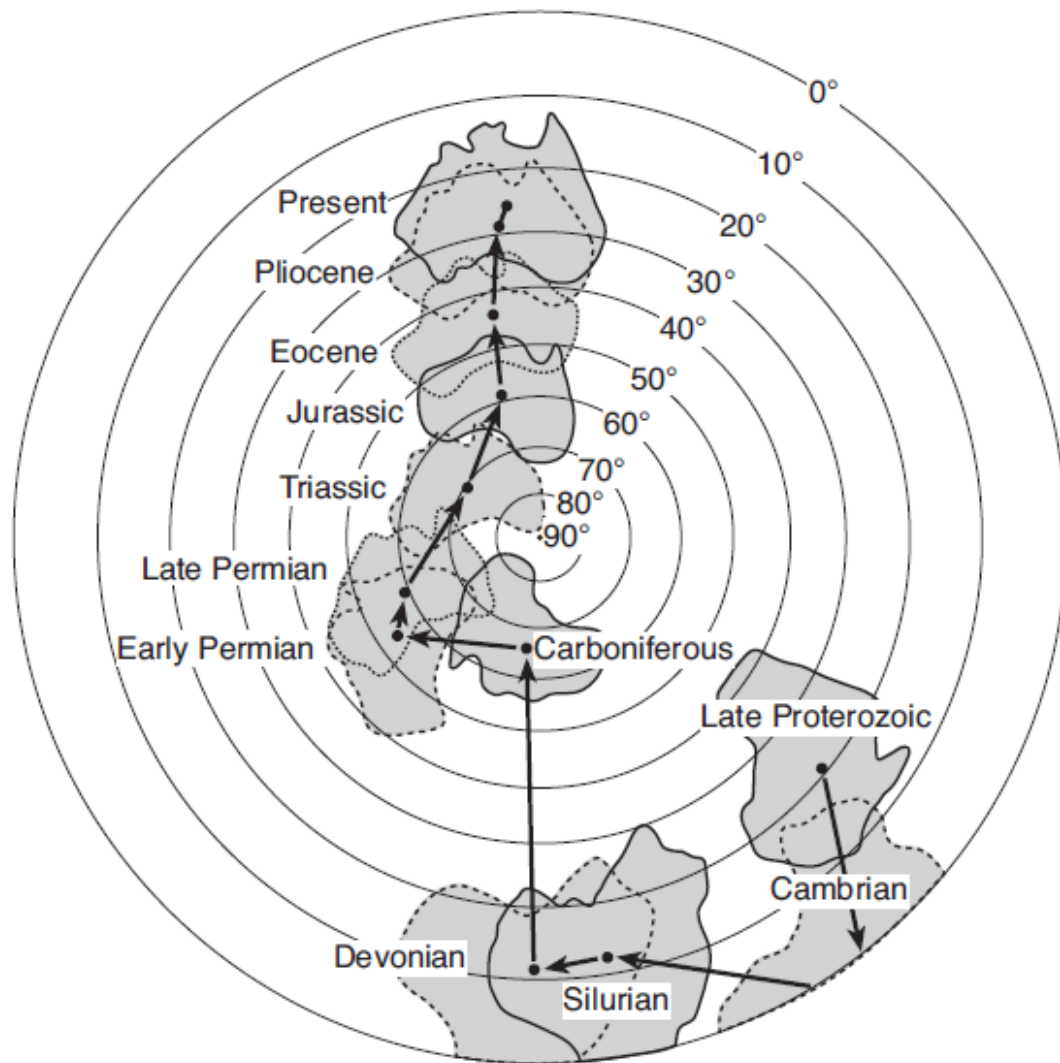 0°
10°
20°
30°
40°
50°
60°
70°
80°
90°
Present
Pliocene
Eocene
Jurassic
Triassic
Late Permian
Early Permian
Carboniferous
Late Proterozoic
Cambrian
Devonian
Silurian